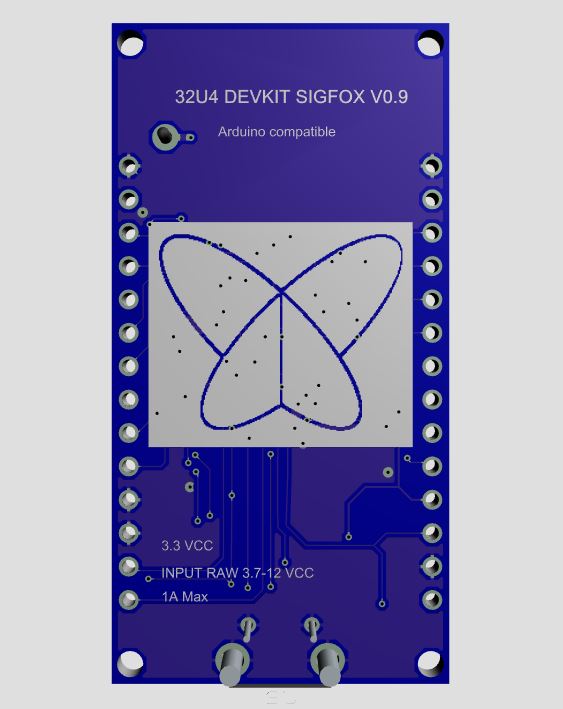 32U4 DEVKIT SIGFOX V0.9
Arduino compatible
3.3 VCC
INPUT RAW 3.7-12 VCC
1A Max